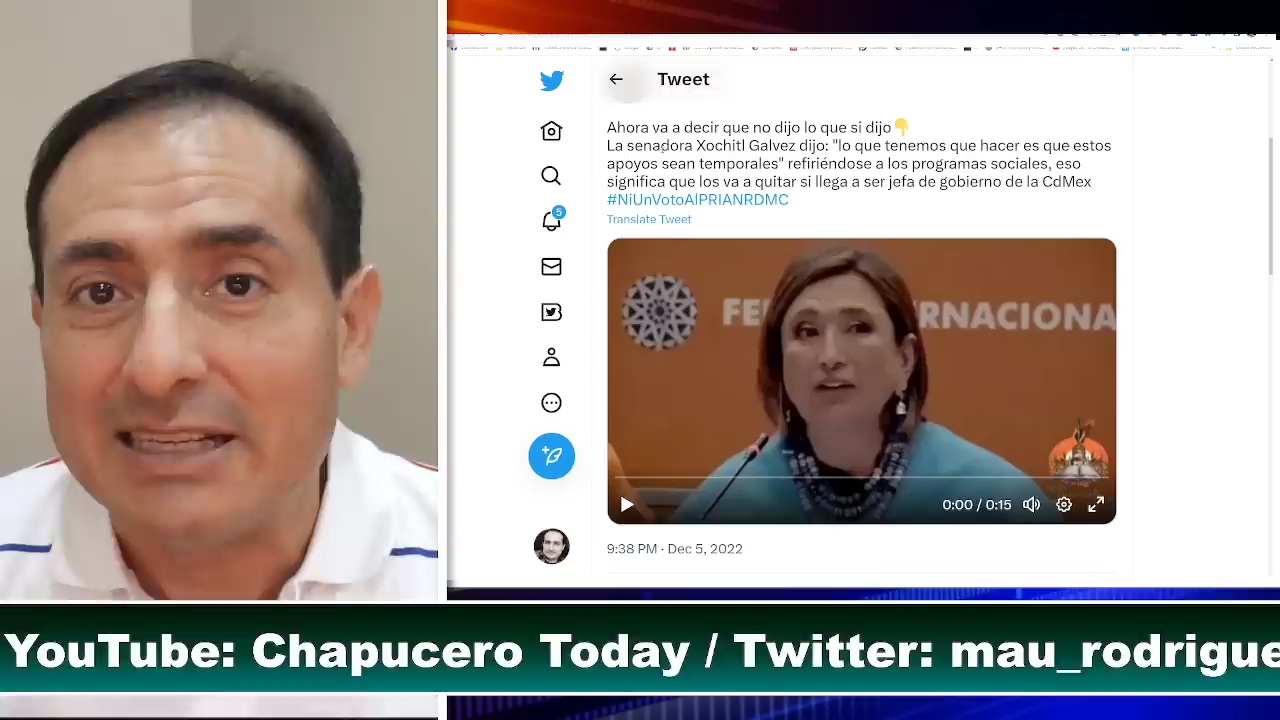 Tweet
Ahora va a decir que no dijo lo que si dijo👇
La senadora Xochitl Galvez dijo: "lo que tenemos que hacer es que estos
apoyos sean temporales" refiriéndose a los programas sociales, eso
significa que los va a quitar si llega a ser jefa de gobierno de la CdMex
#NiUnVotoAlPRIANRDMC
Translate Tweet
5
FE
RNACIONA
0:00 / 0:15
9:38 PM · Dec 5, 2022
YouTube: Chapucero Today / Twitter: mau_rodrigue